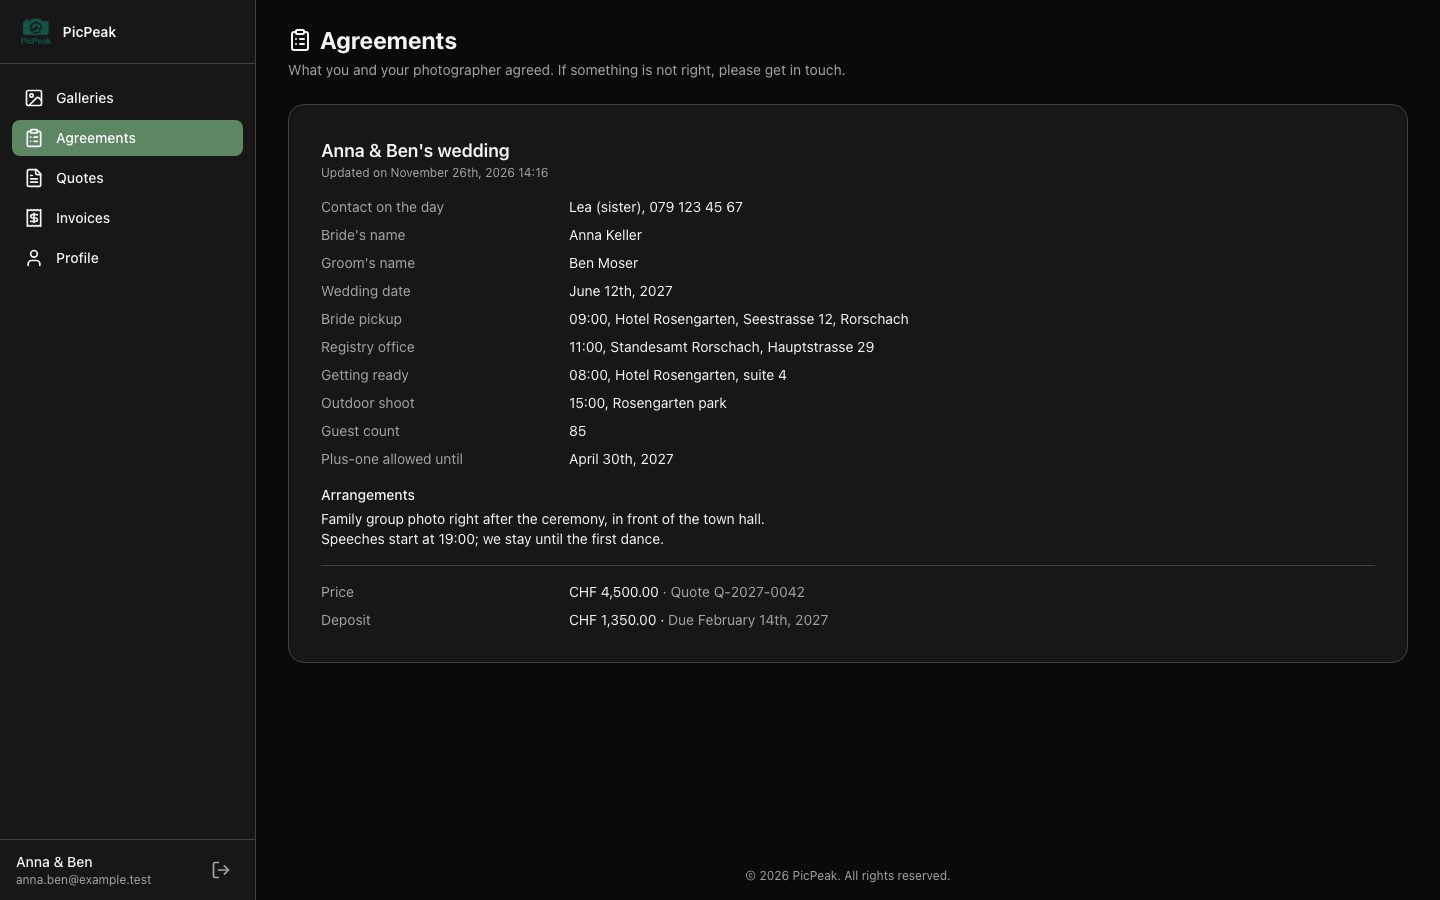 PicPeak
PicPeak
Galleries
Agreements
Quotes
Invoices
Profile
Anna & Ben
anna.ben@example.test
Agreements
What you and your photographer agreed. If something is not right, please get in touch.
Anna & Ben's wedding
Updated on November 26th, 2026 14:16
Contact on the day Lea (sister), 079 123 45 67
Bride's name Anna Keller
Groom's name Ben Moser
Wedding date June 12th, 2027
Bride pickup 09:00, Hotel Rosengarten, Seestrasse 12, Rorschach
Registry office 11:00, Standesamt Rorschach, Hauptstrasse 29
Getting ready 08:00, Hotel Rosengarten, suite 4
Outdoor shoot 15:00, Rosengarten park
Guest count 85
Plus-one allowed until April 30th, 2027
Arrangements
Family group photo right after the ceremony, in front of the town hall.
Speeches start at 19:00; we stay until the first dance.
Price CHF 4,500.00 · Quote Q-2027-0042
Deposit CHF 1,350.00 · Due February 14th, 2027
© 2026 PicPeak. All rights reserved.